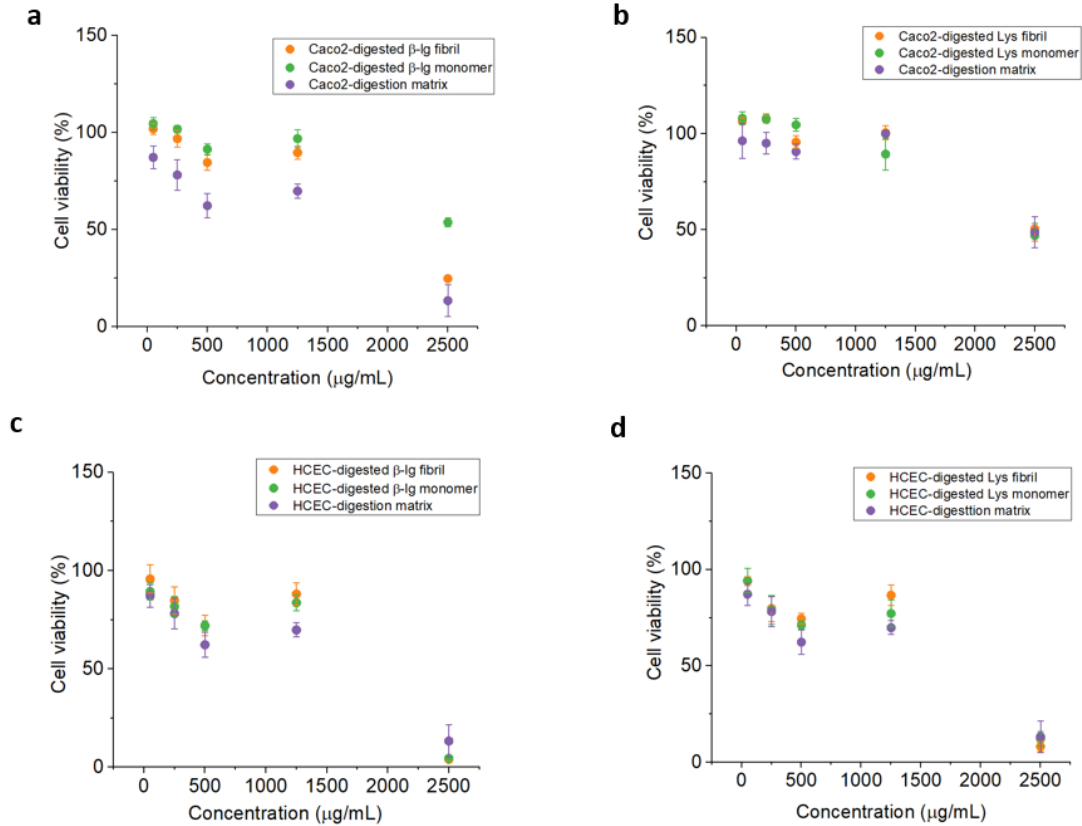 a
150
100
50
0
Cell viability (%)
Caco2-digested β-lg fibril
Caco2-digested β-lg monomer
Caco2-digestion matrix
0 500 1000 1500 2000 2500
Concentration (μg/mL)
b
150
100
50
0
Cell viability (%)
Caco2-digested Lys fibril
Caco2-digested Lys monomer
Caco2-digestion matrix
0 500 1000 1500 2000 2500
Concentration (μg/mL)
c
150
100
50
0
Cell viability (%)
HCEC-digested β-lg fibril
HCEC-digested β-lg monomer
HCEC-digestion matrix
0 500 1000 1500 2000 2500
Concentration (μg/mL)
d
150
100
50
0
Cell viability (%)
HCEC-digested Lys fibril
HCEC-digested Lys monomer
HCEC-digesttion matrix
0 500 1000 1500 2000 2500
Concentration (μg/mL)